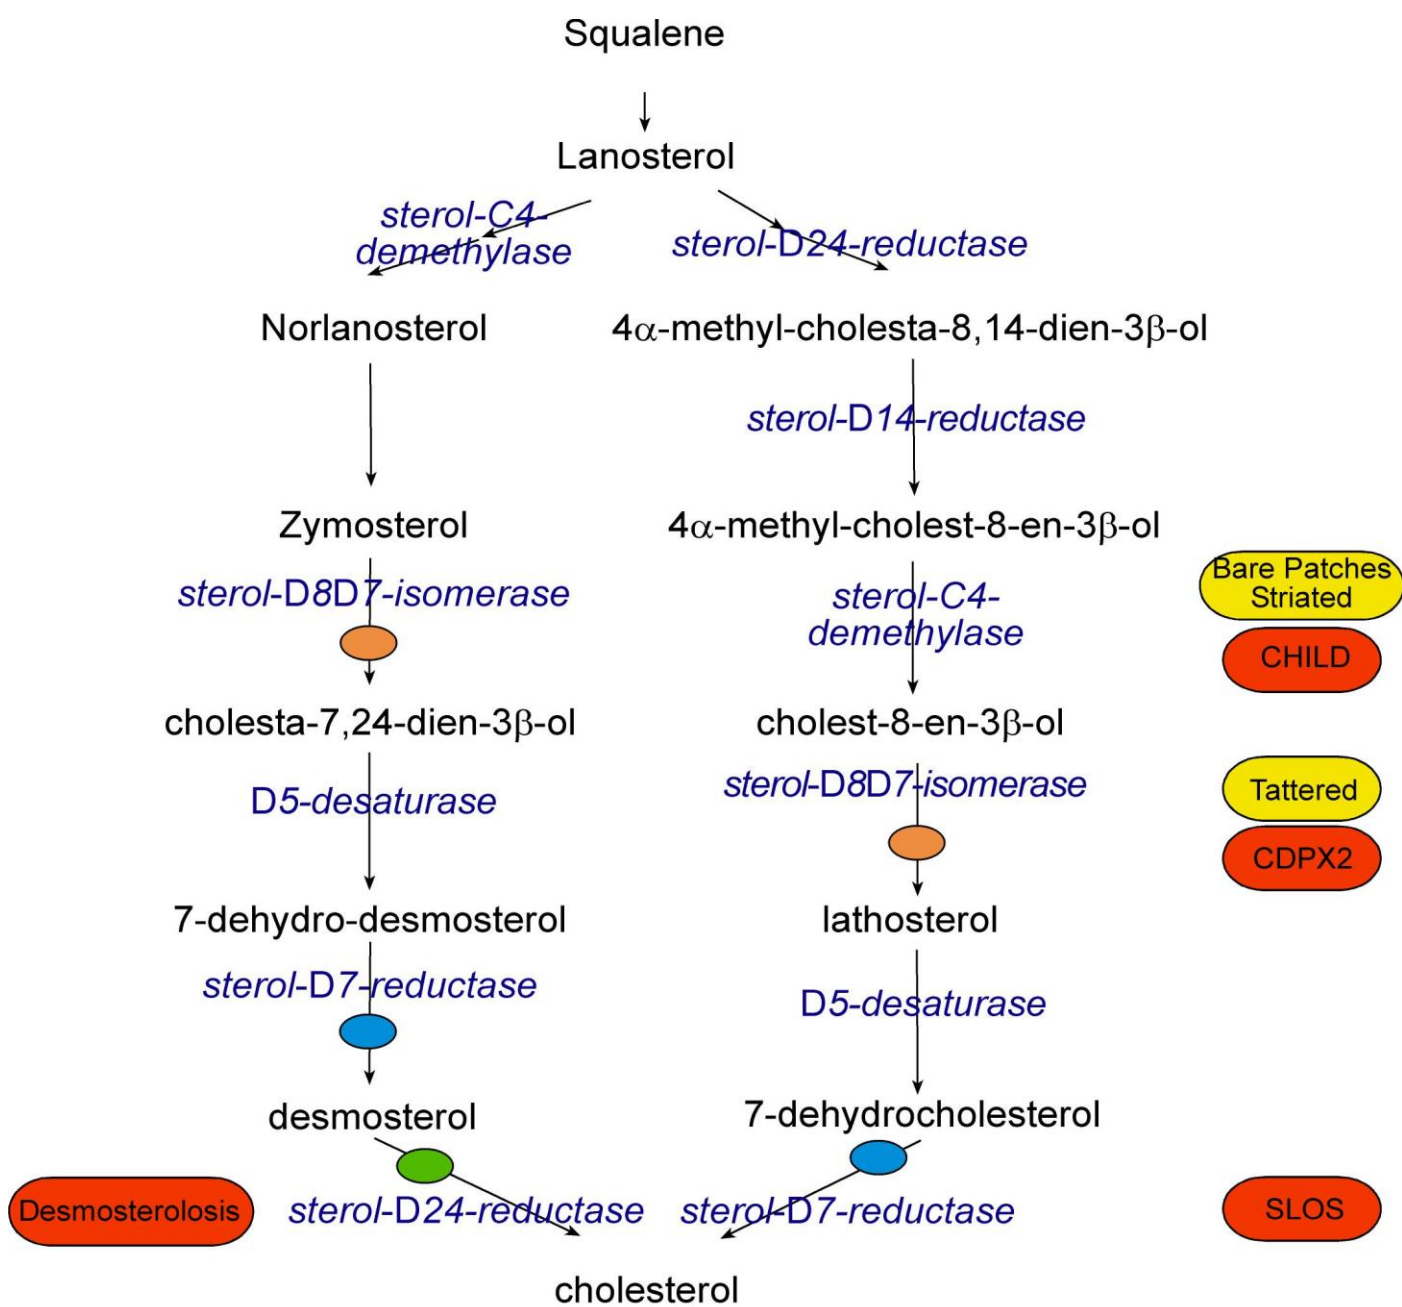 Squalene
Lanosterol
sterol-C4-
demethylase
sterol-D24-reductase
Norlanosterol
4α-methyl-cholesta-8,14-dien-3β-ol
sterol-D14-reductase
Zymosterol
4α-methyl-cholest-8-en-3β-ol
sterol-D8D7-isomerase
sterol-C4-
demethylase
Bare Patches
Striated
CHILD
cholesta-7,24-dien-3β-ol
cholest-8-en-3β-ol
D5-desaturase
sterol-D8D7-isomerase
Tattered
CDPX2
7-dehydro-desmosterol
lathosterol
sterol-D7-reductase
D5-desaturase
desmosterol
7-dehydrocholesterol
Desmosterolosis
sterol-D24-reductase
sterol-D7-reductase
SLOS
cholesterol